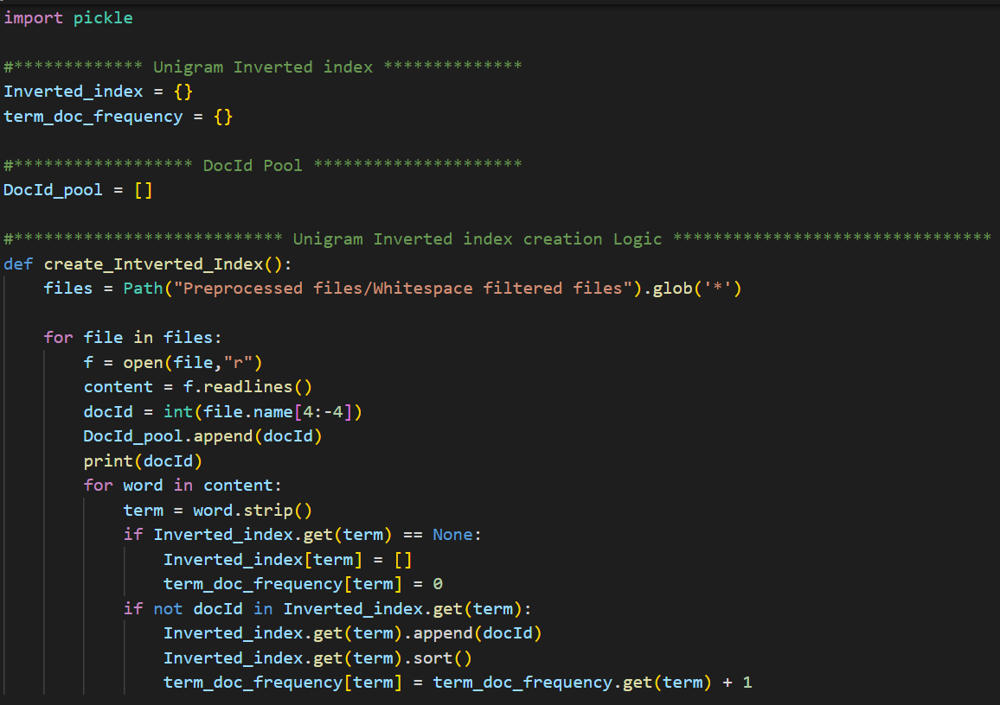 import pickle
#************* Unigram Inverted index **************
Inverted_index = {}
term_doc_frequency = {}
#****************** DocId Pool *********************
DocId_pool = []
#*************************** Unigram Inverted index creation Logic ********************************
def create_Intverted_Index():
    files = Path("Preprocessed files/Whitespace filtered files").glob('*')
    for file in files:
        f = open(file,"r")
        content = f.readlines()
        docId = int(file.name[4:-4])
        DocId_pool.append(docId)
        print(docId)
        for word in content:
            term = word.strip()
            if Inverted_index.get(term) == None:
                Inverted_index[term] = []
                term_doc_frequency[term] = 0
            if not docId in Inverted_index.get(term):
                Inverted_index.get(term).append(docId)
                Inverted_index.get(term).sort()
                term_doc_frequency[term] = term_doc_frequency.get(term) + 1